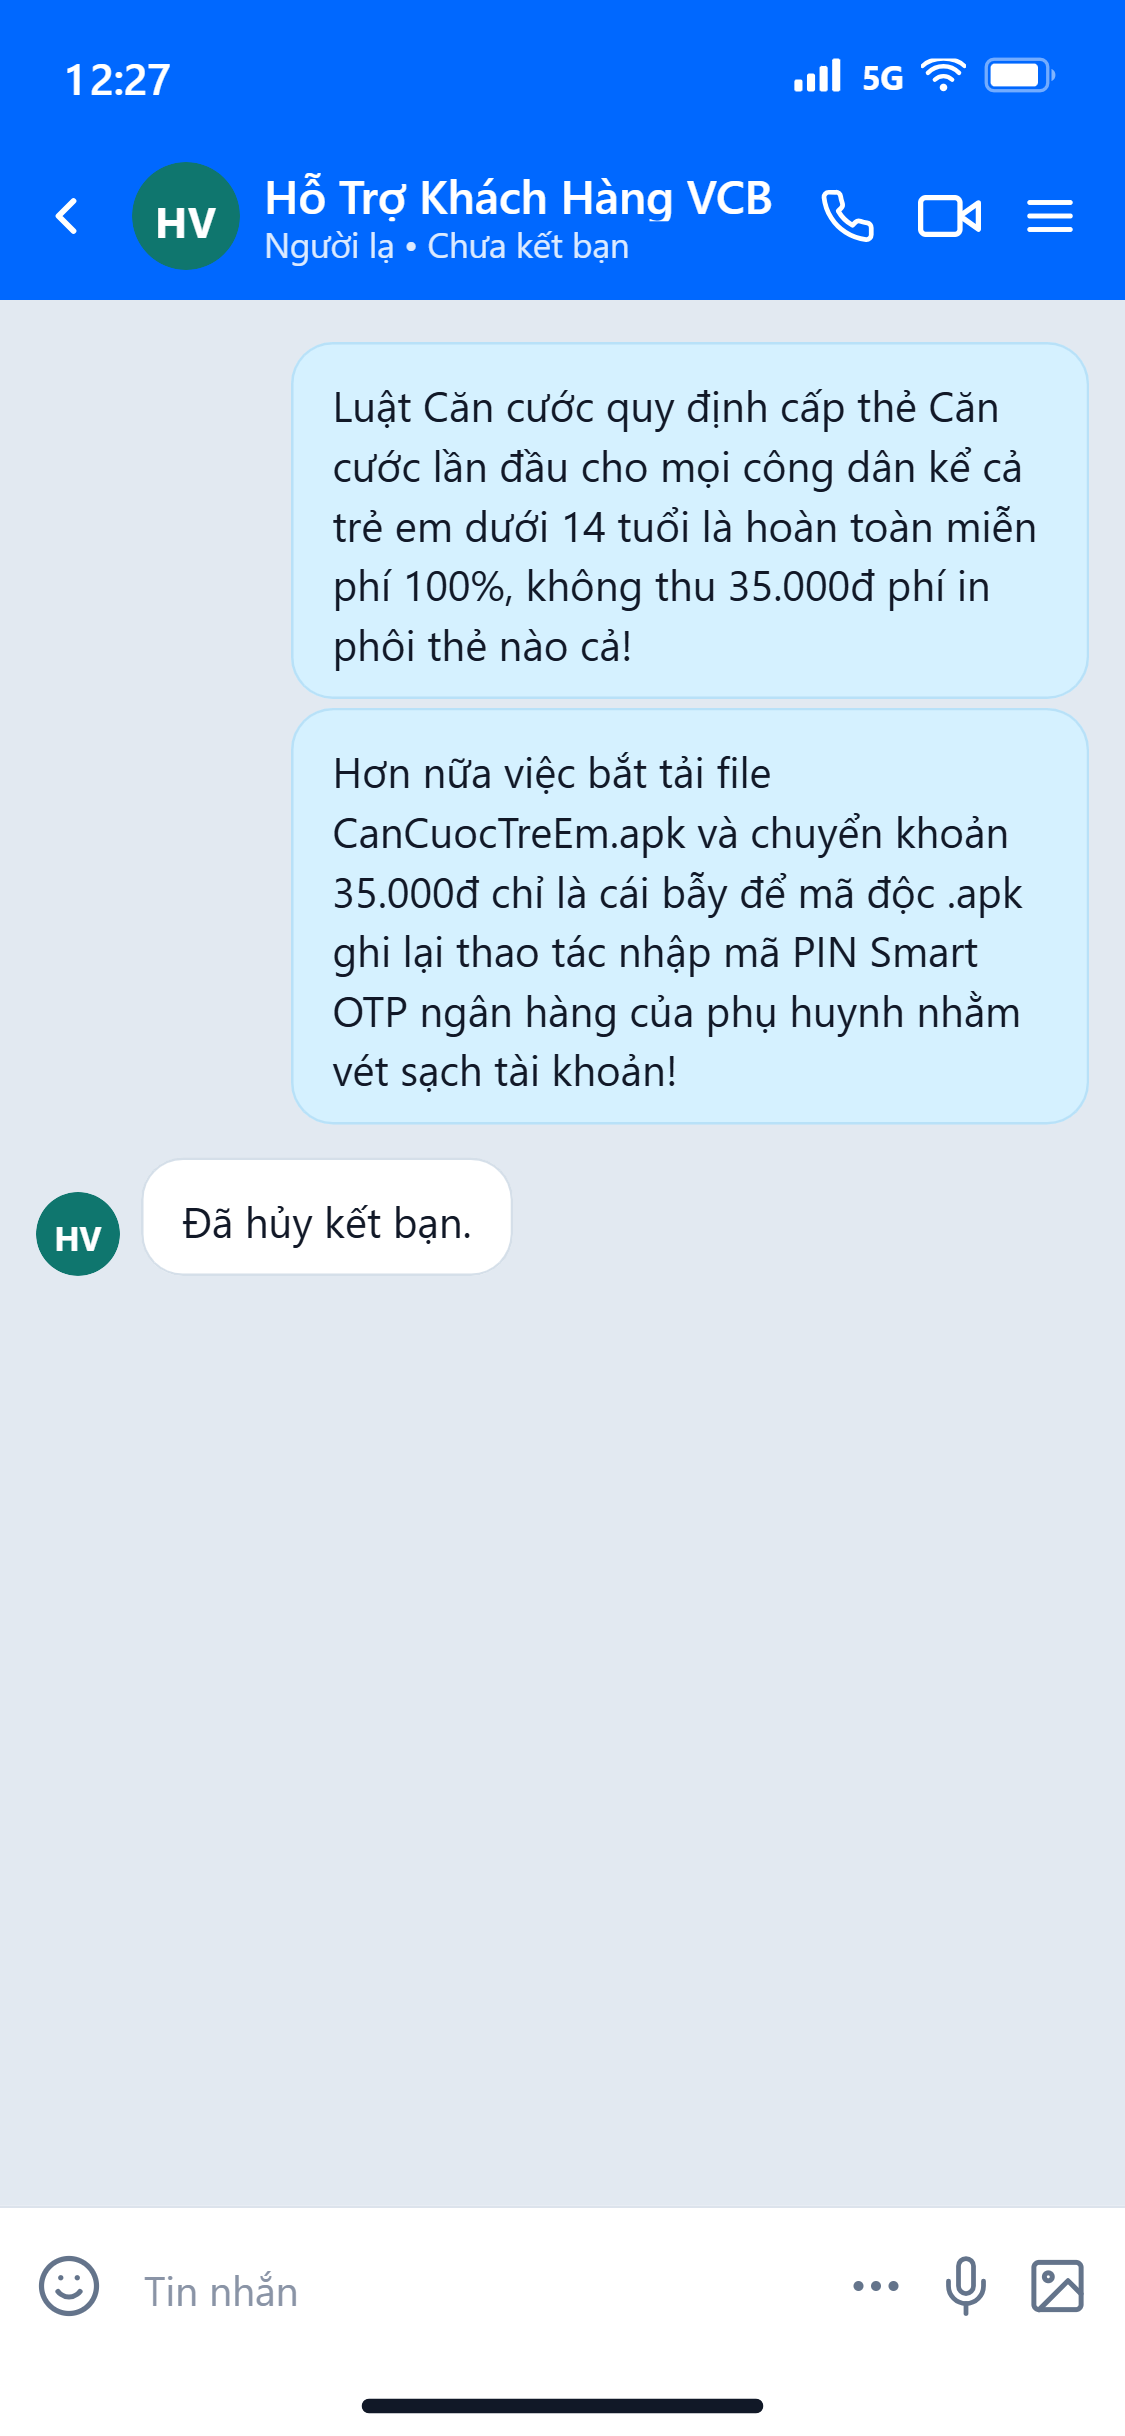 12:27
5G
HV
Hỗ Trợ Khách Hàng VCB
Người lạ • Chưa kết bạn
Luật Căn cước quy định cấp thẻ Căn
cước lần đầu cho mọi công dân kể cả
trẻ em dưới 14 tuổi là hoàn toàn miễn
phí 100%, không thu 35.000đ phí in
phôi thẻ nào cả!
Hơn nữa việc bắt tải file
CanCuocTreEm.apk và chuyển khoản
35.000đ chỉ là cái bẫy để mã độc .apk
ghi lại thao tác nhập mã PIN Smart
OTP ngân hàng của phụ huynh nhằm
vét sạch tài khoản!
HV
Đã hủy kết bạn.
Tin nhắn